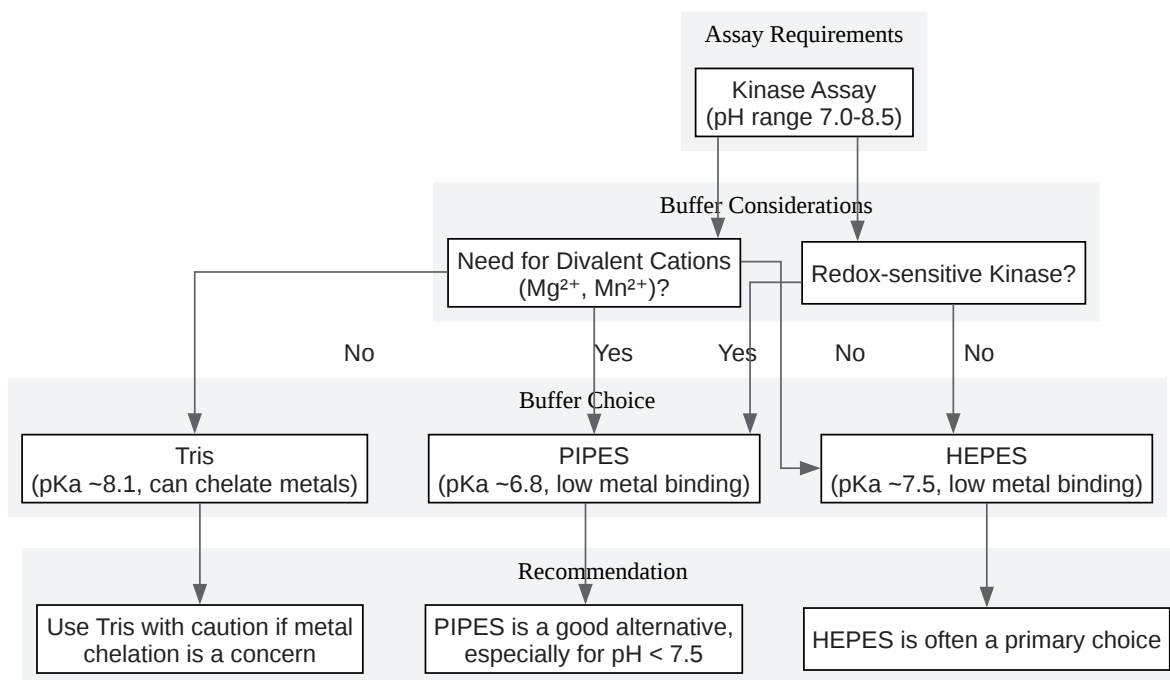 Assay Requirements
Kinase Assay
(pH range 7.0-8.5)
Buffer Considerations
Need for Divalent Cations
(Mg²⁺, Mn²⁺)?
Redox-sensitive Kinase?
No
Yes
Yes
No
No
Buffer Choice
Tris
(pKa ~8.1, can chelate metals)
PIPES
(pKa ~6.8, low metal binding)
HEPES
(pKa ~7.5, low metal binding)
Recommendation
Use Tris with caution if metal
chelation is a concern
PIPES is a good alternative,
especially for pH < 7.5
HEPES is often a primary choice